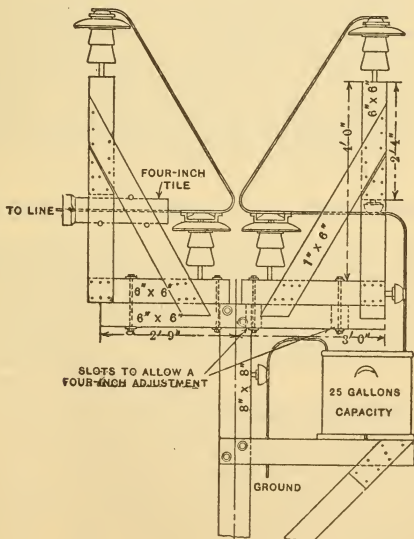 6" X 6"
4'0"
2'4"
FOUR-INCH
TILE
TO LINE
1" X 6"
6" X 6"
6" X 6"
2'-9"
3'-0"
SLOTS TO ALLOW A
FOUR-INCH ADJUSTMENT
8" X 8"
25 GALLONS
CAPACITY
GROUND